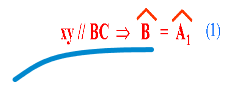 xy // BC ⇒ B̂ = Â₁ (1)